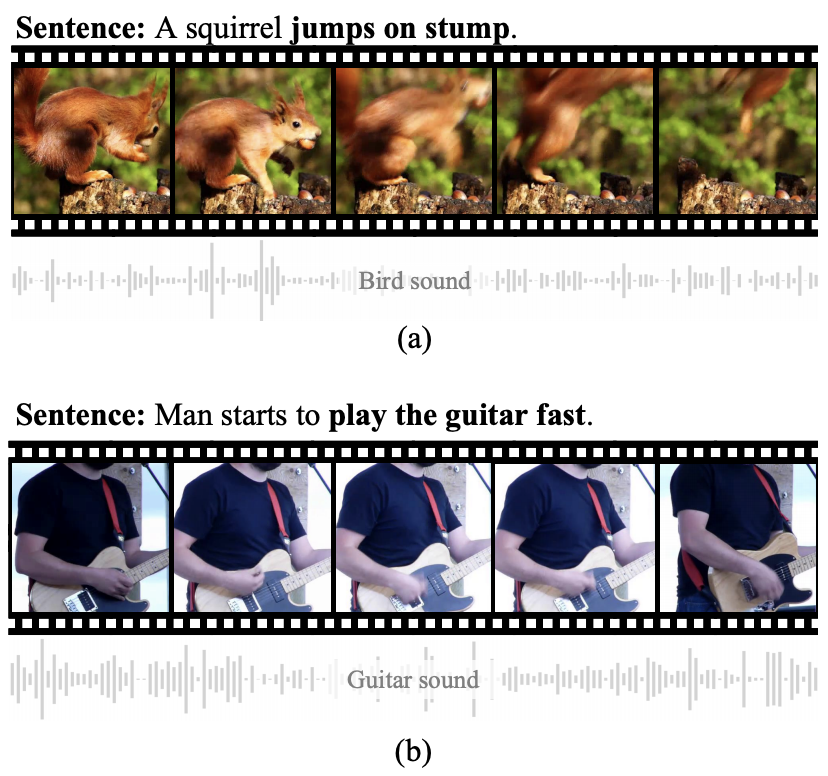 Sentence: A squirrel jumps on stump.
Bird sound
(a)
Sentence: Man starts to play the guitar fast.
Guitar sound
(b)